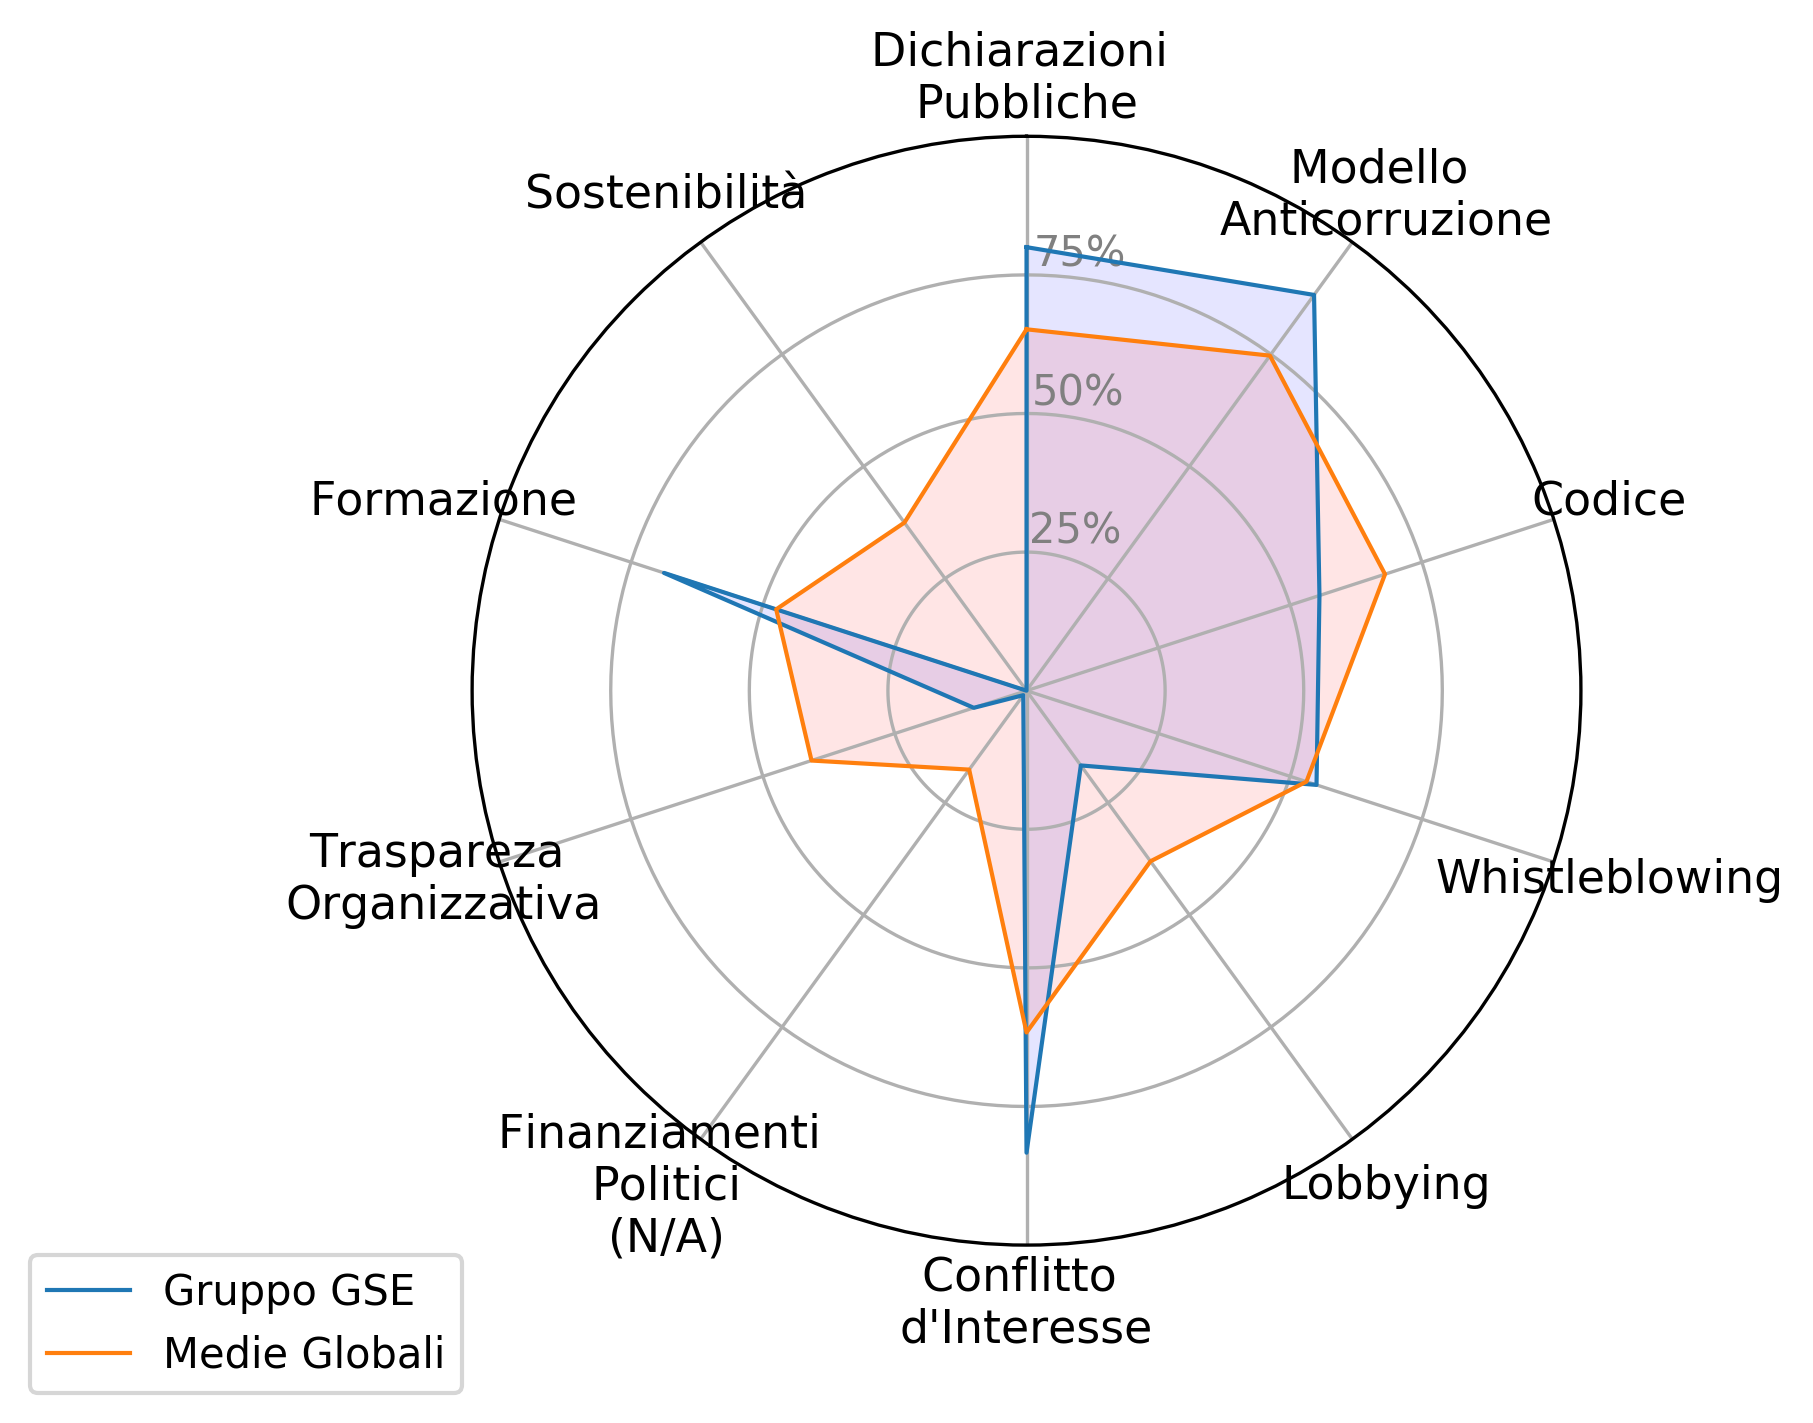 Dichiarazioni
Pubbliche
Modello
Anticorruzione
Sostenibilità
75%
50%
25%
Formazione
Codice
Traspareza
Organizzativa
Whistleblowing
Finanziamenti
Politici
(N/A)
Lobbying
Conflitto
d'Interesse
Gruppo GSE
Medie Globali